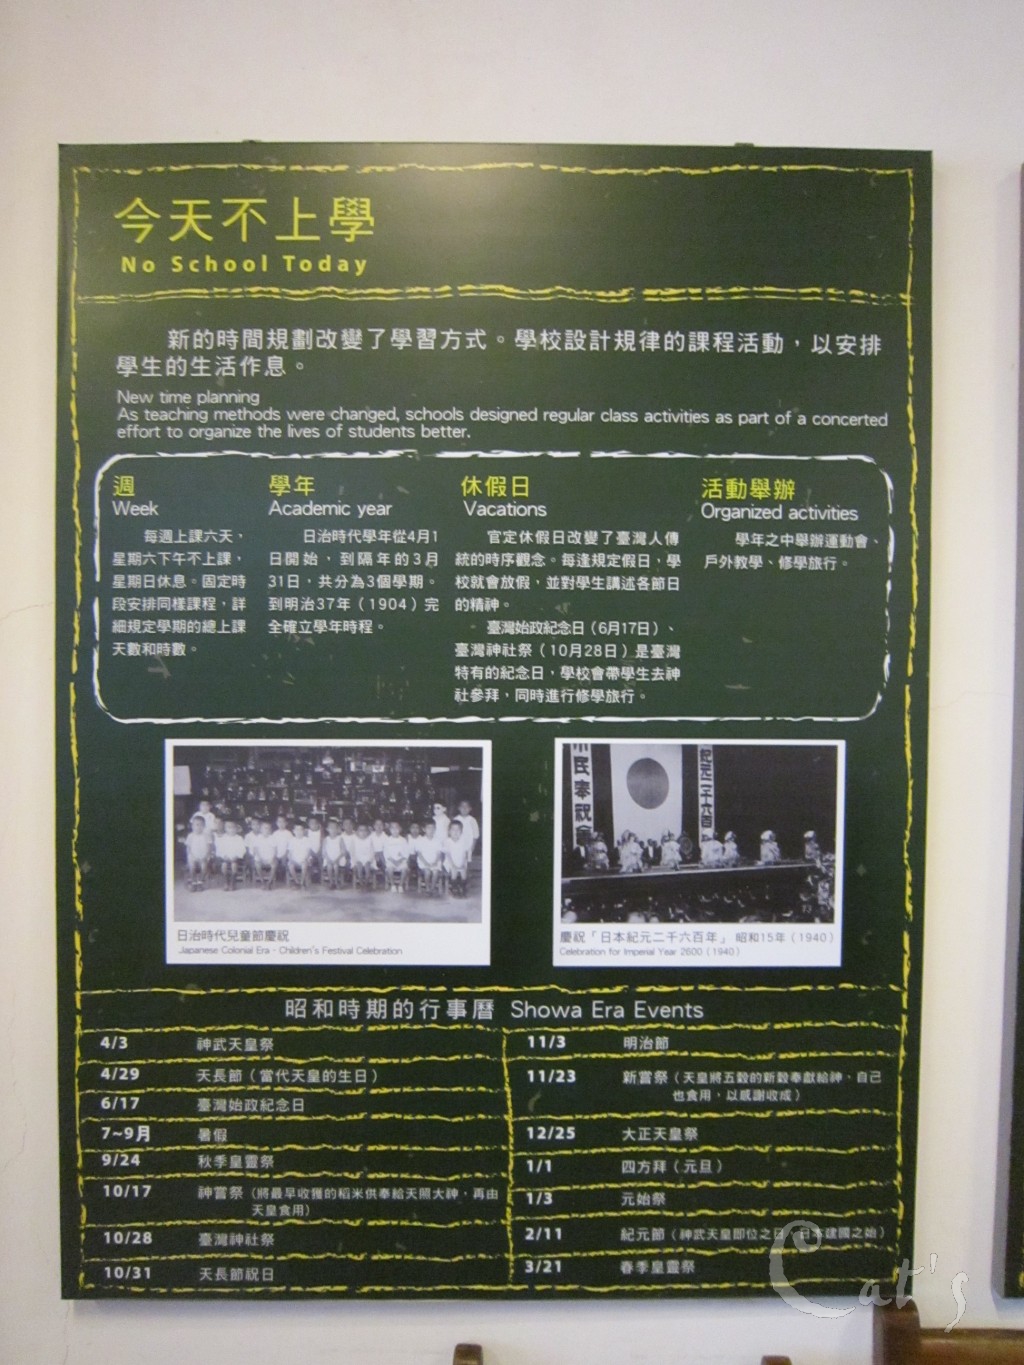 今天不上學
No School Today
新的時間規劃改變了學習方式。學校設計規律的課程活動，以安排
學生的生活作息。
New time planning
As teaching methods were changed, schools designed regular class activities as part of a concerted
effort to organize the lives of students better.
週
Week
每週上課六天，
星期六下午不上課，
星期日休息。固定時
段安排同樣課程，詳
細規定學期的總上課
天數和時數。
學年
Academic year
日治時代學年從4月1
日開始，到隔年的3月
31日，共分為3個學期。
到明治37年（1904）完
全確立學年時程。
休假日
Vacations
官定休假日改變了臺灣人傳
統的時序觀念。每逢規定假日，學
校就會放假，並對學生講述各節日
的精神。
臺灣始政紀念日（6月17日）、
臺灣神社祭（10月28日）是臺灣
特有的紀念日，學校會帶學生去神
社參拜，同時進行修學旅行。
活動舉辦
Organized activities
學年之中舉辦運動會、
戶外教學、修學旅行。
民奉祝會
紀元二千六百
日治時代兒童節慶祝
Japanese Colonial Era - Children's Festival Celebration
慶祝「日本紀元二千六百年」 昭和15年（1940）
Celebration for Imperial Year 2600（1940）
昭和時期的行事曆 Showa Era Events
4/3 神武天皇祭
4/29 天長節（當代天皇的生日）
6/17 臺灣始政紀念日
7~9月 暑假
9/24 秋季皇靈祭
10/17 神嘗祭（將最早收獲的稻米供奉給天照大神，再由
天皇食用）
10/28 臺灣神社祭
10/31 天長節祝日
11/3 明治節
11/23 新嘗祭（天皇將五穀的新穀奉獻給神，自己
也食用，以感謝收成）
12/25 大正天皇祭
1/1 四方拜（元旦）
1/3 元始祭
2/11 紀元節（神武天皇即位之日，日本建國之始）
3/21 春季皇靈祭
Cat's